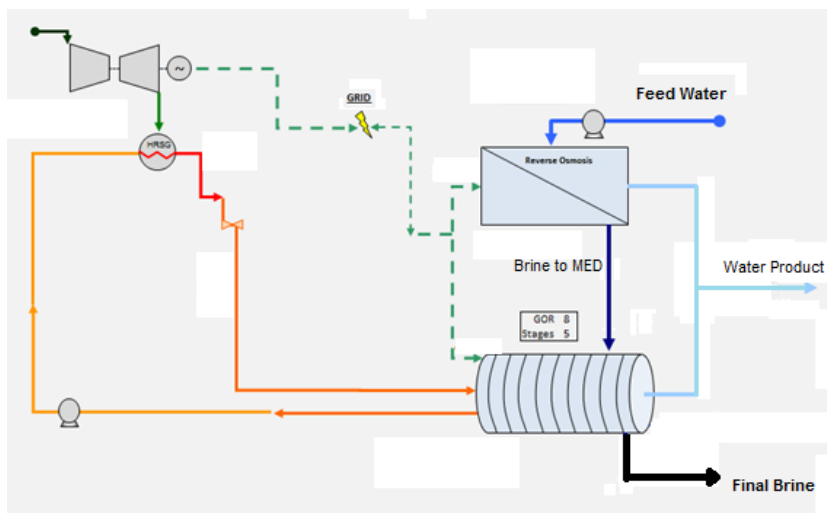 GRID
Feed Water
~
HRSG
Reverse Osmosis
Brine to MED
Water Product
GOR 8
Stages 5
Final Brine